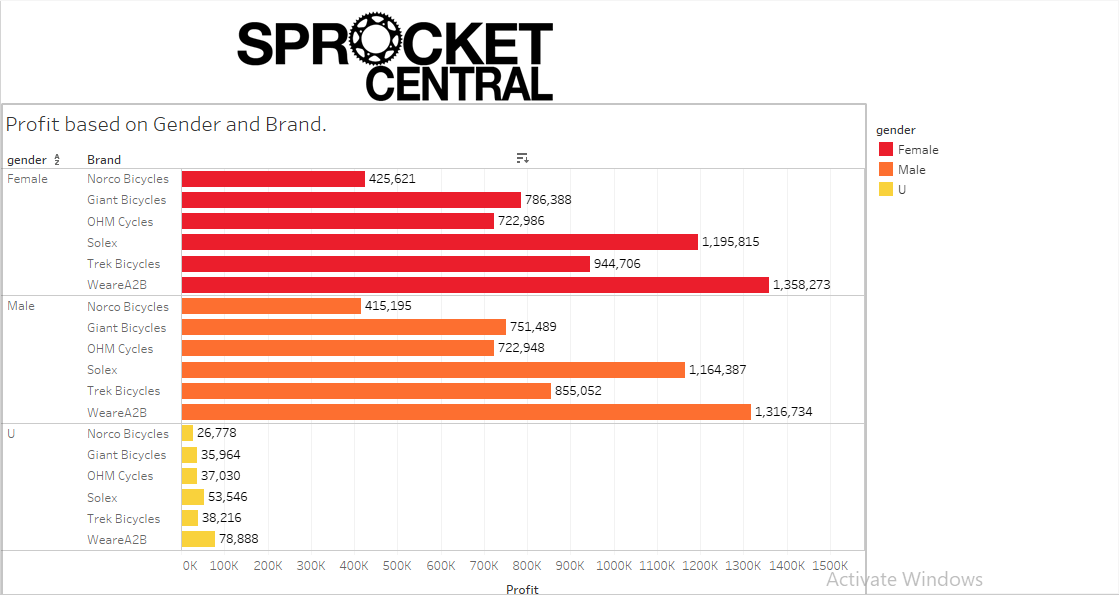 SPROCKET
CENTRAL
Profit based on Gender and Brand.
gender
Brand
Female
Norco Bicycles 425,621
Giant Bicycles 786,388
OHM Cycles 722,986
Solex 1,195,815
Trek Bicycles 944,706
WeareA2B 1,358,273
Male
Norco Bicycles 415,195
Giant Bicycles 751,489
OHM Cycles 722,948
Solex 1,164,387
Trek Bicycles 855,052
WeareA2B 1,316,734
U
Norco Bicycles 26,778
Giant Bicycles 35,964
OHM Cycles 37,030
Solex 53,546
Trek Bicycles 38,216
WeareA2B 78,888
0K 100K 200K 300K 400K 500K 600K 700K 800K 900K 1000K 1100K 1200K 1300K 1400K 1500K
Profit
gender
Female
Male
U
Activate Windows